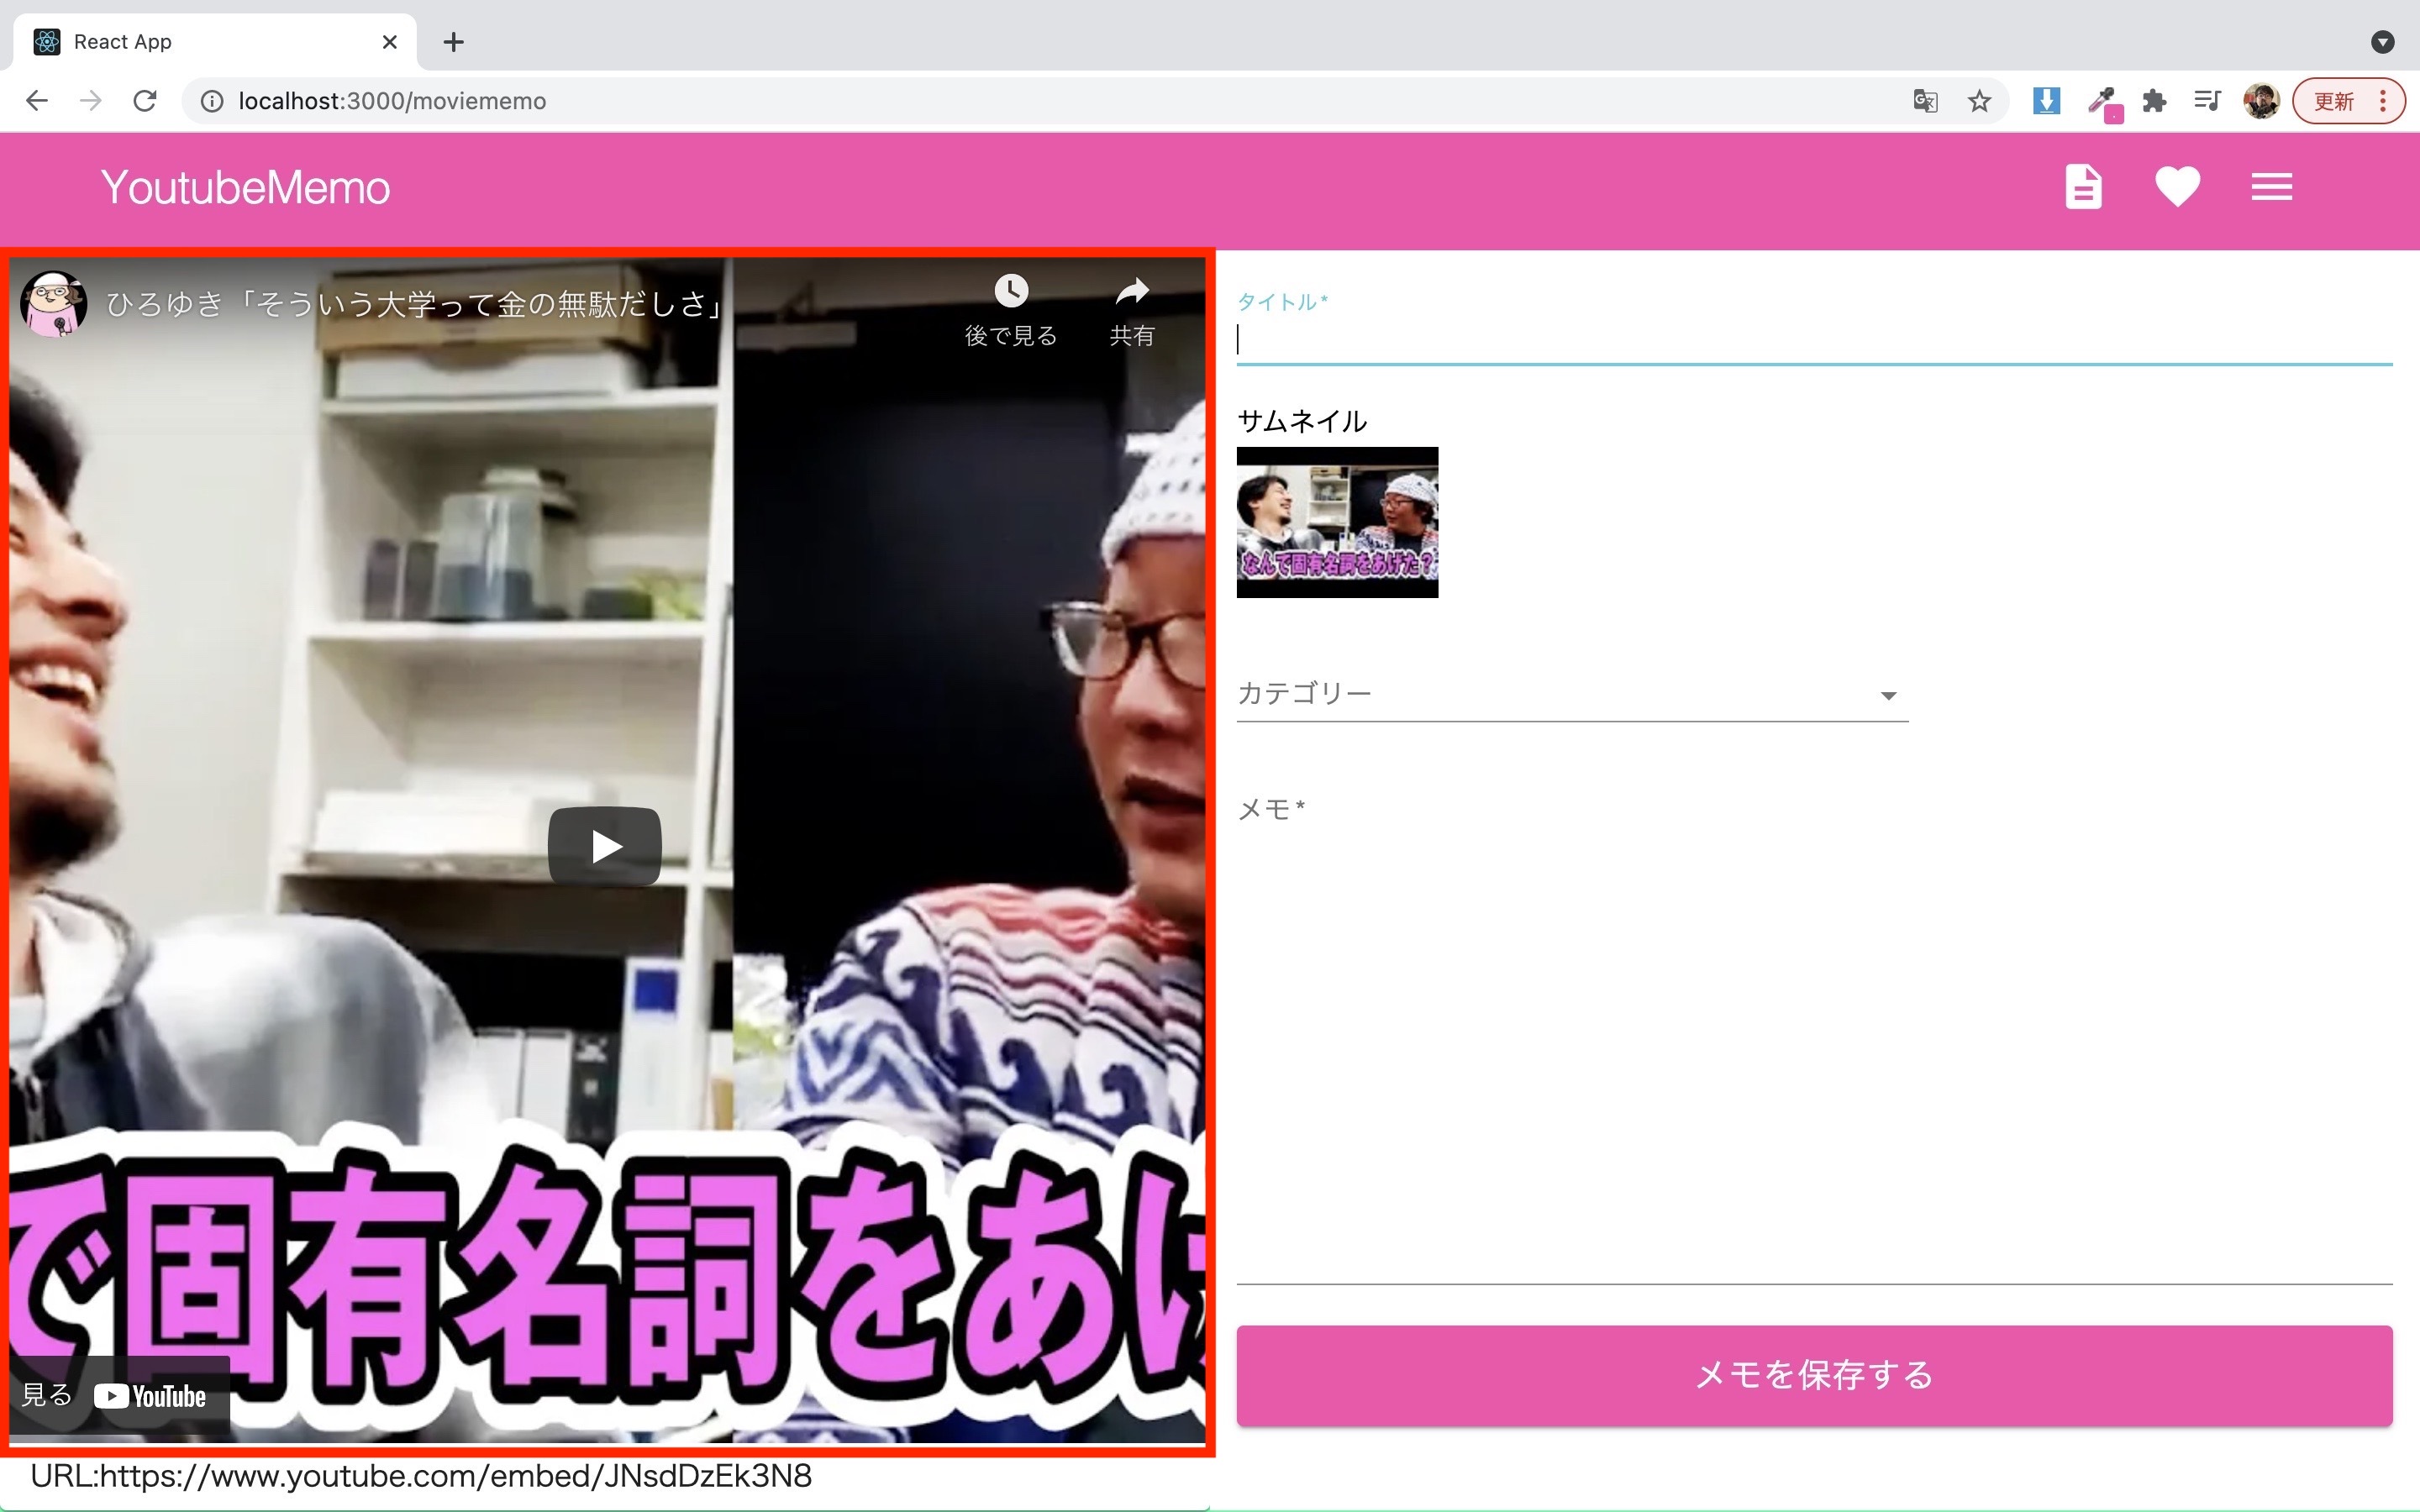 React App
localhost:3000/moviememo
更新
YoutubeMemo
ひろゆき「そういう大学って金の無駄だしさ」
後で見る
共有
で固有名詞をあけ
見る YouTube
URL:https://www.youtube.com/embed/JNsdDzEk3N8
タイトル*
サムネイル
なんで固有名詞をあげた?
カテゴリー
メモ*
メモを保存する